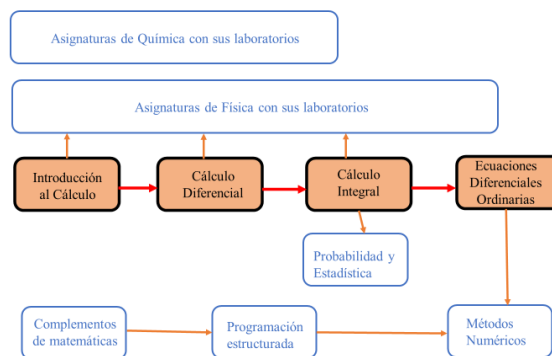 Asignaturas de Química con sus laboratorios
Asignaturas de Física con sus laboratorios
Introducción
al Cálculo
Cálculo
Diferencial
Cálculo
Integral
Ecuaciones
Diferenciales
Ordinarias
Probabilidad y
Estadística
Complementos
de matemáticas
Programación
estructurada
Métodos
Numéricos